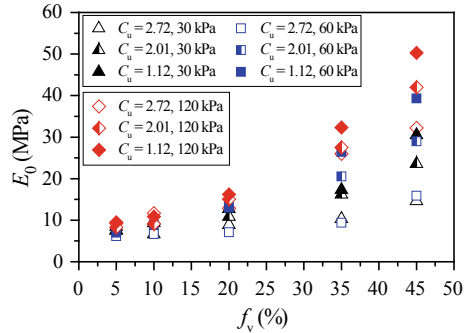 60
50
40
30
20
10
0
E₀ (MPa)
Cᵤ = 2.72, 30 kPa
Cᵤ = 2.01, 30 kPa
Cᵤ = 1.12, 30 kPa
Cᵤ = 2.72, 60 kPa
Cᵤ = 2.01, 60 kPa
Cᵤ = 1.12, 60 kPa
Cᵤ = 2.72, 120 kPa
Cᵤ = 2.01, 120 kPa
Cᵤ = 1.12, 120 kPa
0 5 10 15 20 25 30 35 40 45 50
fᵥ (%)